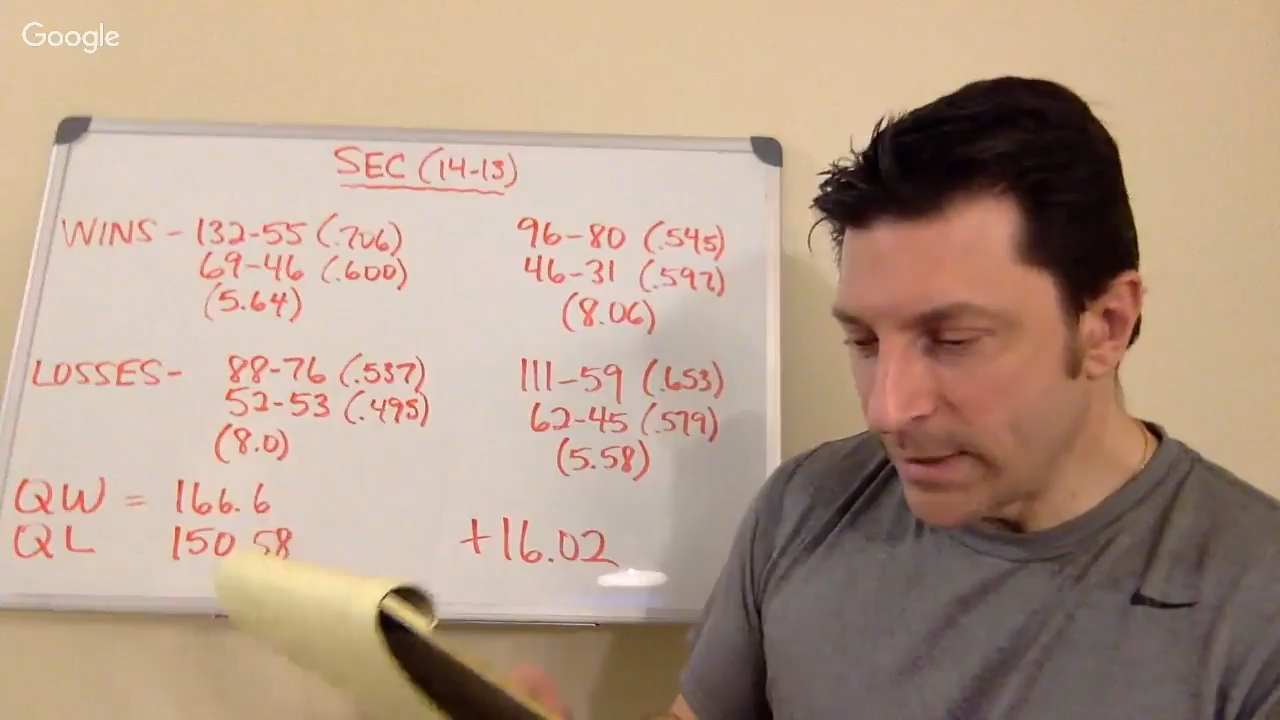 Google
SEC (14-13)
WINS - 132-55 (.706) 96-80 (.545)
69-46 (.600) 46-31 (.597)
(5.64) (8.06)
LOSSES- 88-76 (.537) 111-59 (.653)
52-53 (.495) 62-45 (.579)
(8.0) (5.58)
QW = 166.6
QL 150.58 +16.02